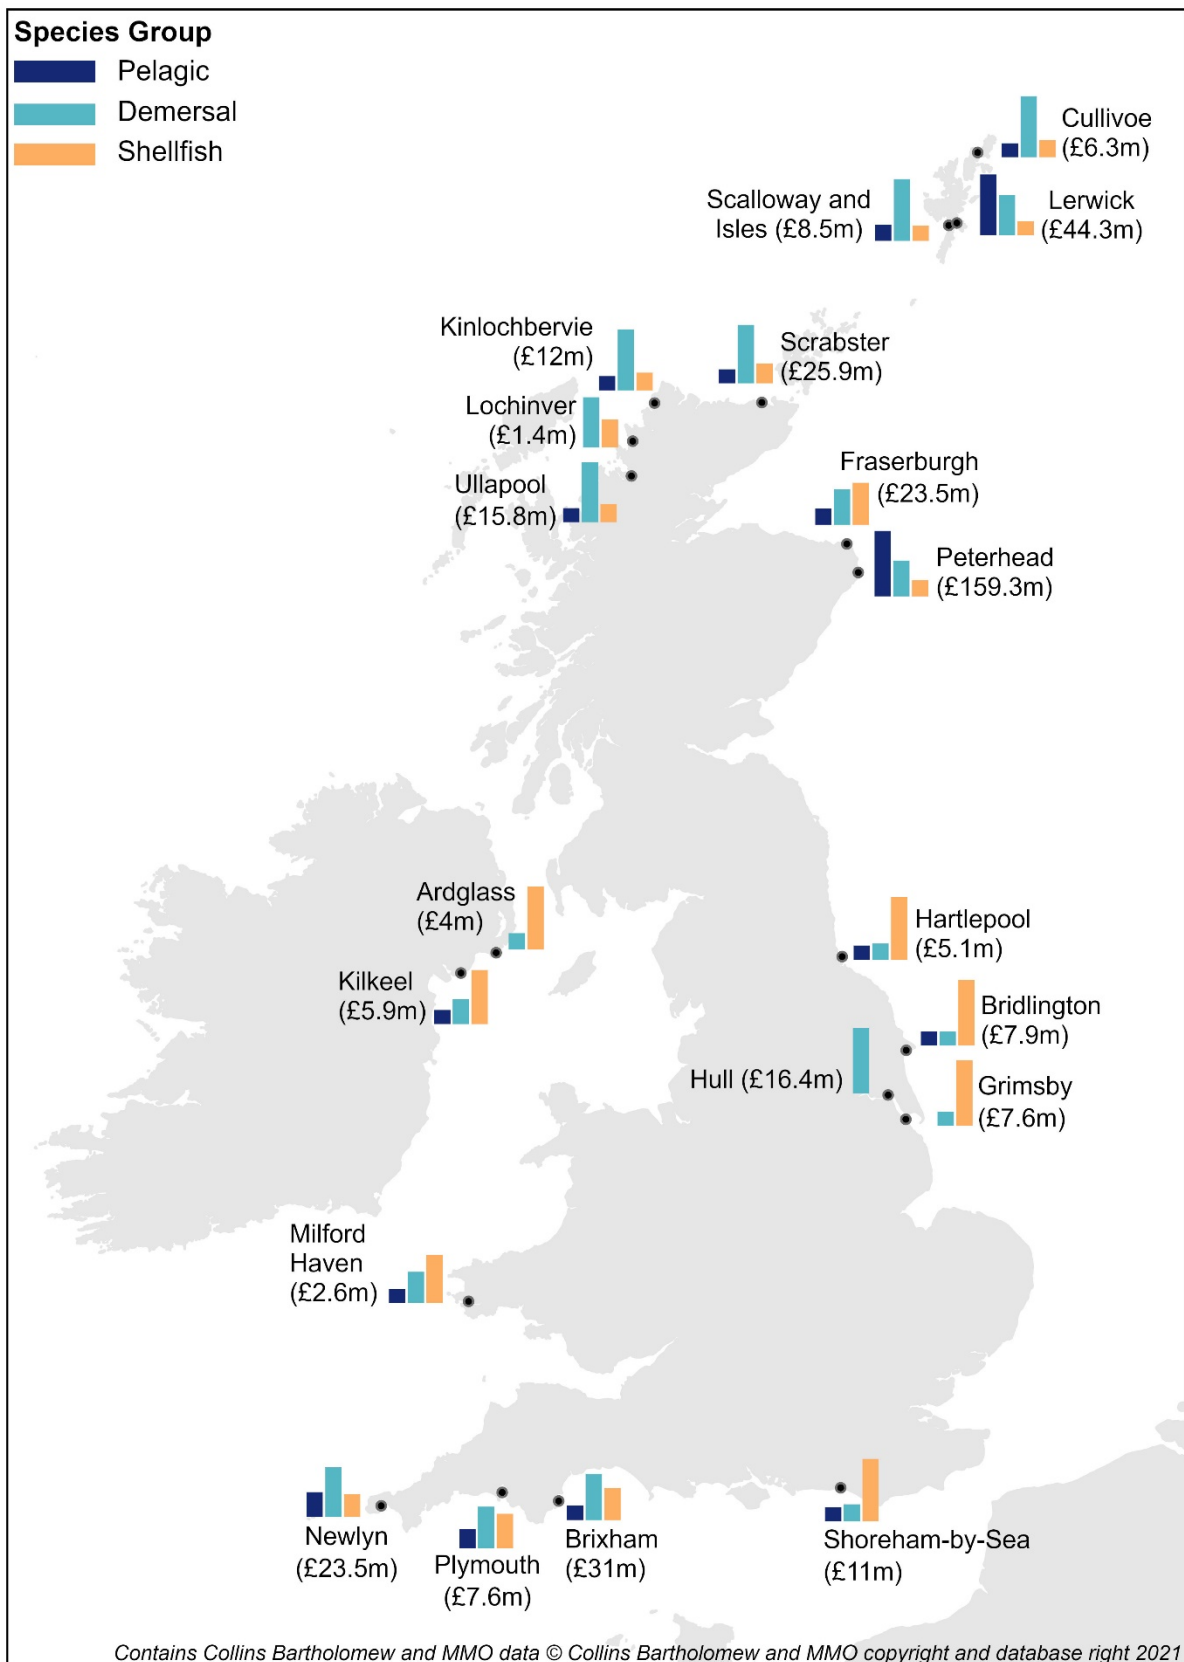 Species Group
Pelagic
Demersal
Shellfish
Cullivoe
(£6.3m)
Scalloway and
Isles (£8.5m)
Lerwick
(£44.3m)
Kinlochbervie
(£12m)
Scrabster
(£25.9m)
Lochinver
(£1.4m)
Ullapool
(£15.8m)
Fraserburgh
(£23.5m)
Peterhead
(£159.3m)
Ardglass
(£4m)
Hartlepool
(£5.1m)
Kilkeel
(£5.9m)
Bridlington
(£7.9m)
Hull (£16.4m)
Grimsby
(£7.6m)
Milford
Haven
(£2.6m)
Newlyn
(£23.5m)
Plymouth
(£7.6m)
Brixham
(£31m)
Shoreham-by-Sea
(£11m)
Contains Collins Bartholomew and MMO data © Collins Bartholomew and MMO copyright and database right 2021